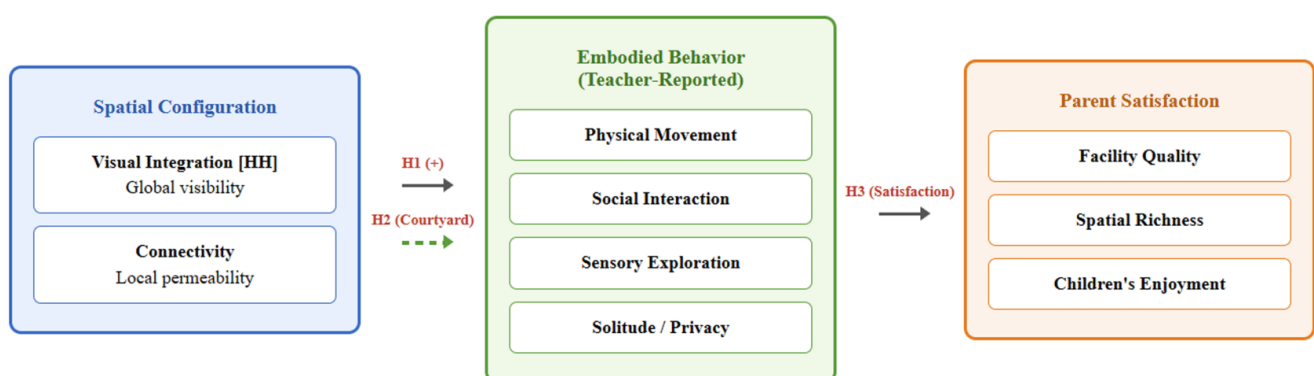 Spatial Configuration
Visual Integration [HH]
Global visibility
Connectivity
Local permeability
H1 (+)
H2 (Courtyard)
Embodied Behavior
(Teacher-Reported)
Physical Movement
Social Interaction
Sensory Exploration
Solitude / Privacy
H3 (Satisfaction)
Parent Satisfaction
Facility Quality
Spatial Richness
Children's Enjoyment